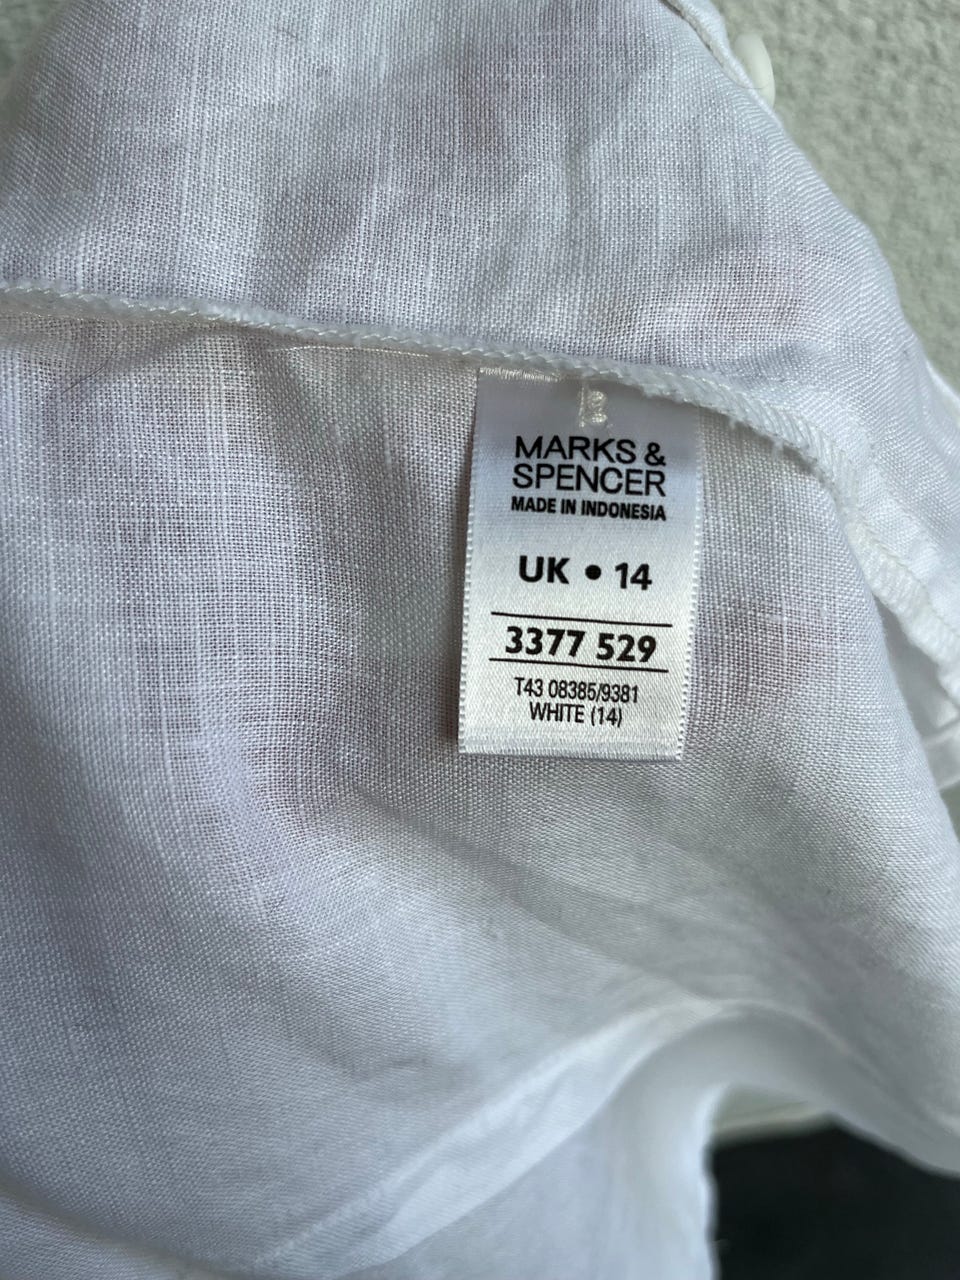 MARKS &
SPENCER
MADE IN INDONESIA
UK • 14
3377 529
T43 08385/9381
WHITE (14)